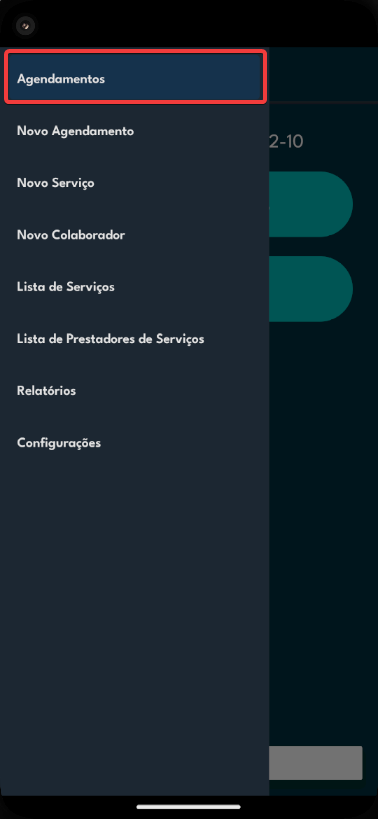 Agendamentos
2-10
Novo Agendamento
Novo Serviço
Novo Colaborador
Lista de Serviços
Lista de Prestadores de Serviços
Relatórios
Configurações